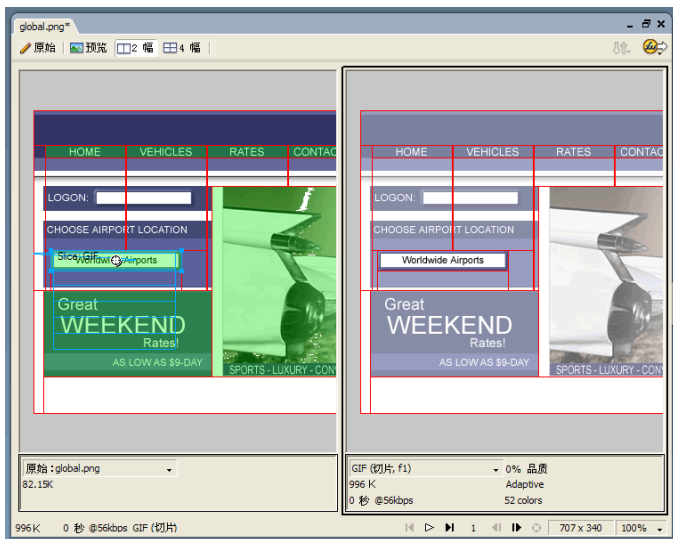 global.png*
原始 预览 2 幅 4 幅
HOME VEHICLES RATES CONTAC
LOGON:
CHOOSE AIRPORT LOCATION
Slice: GIF
Worldwide Airports
Great
WEEKEND
Rates!
AS LOW AS $9-DAY
SPORTS - LUXURY - CON
HOME VEHICLES RATES CONTAC
LOGON:
CHOOSE AIRPORT LOCATION
Worldwide Airports
Great
WEEKEND
Rates!
AS LOW AS $9-DAY
SPORTS - LUXURY - CON
原始:global.png
82.15K
GIF (切片, f1) 0% 品质
996 K Adaptive
0 秒 @56kbps 52 colors
996 K 0 秒 @56kbps GIF (切片) 1 707 x 340 100%